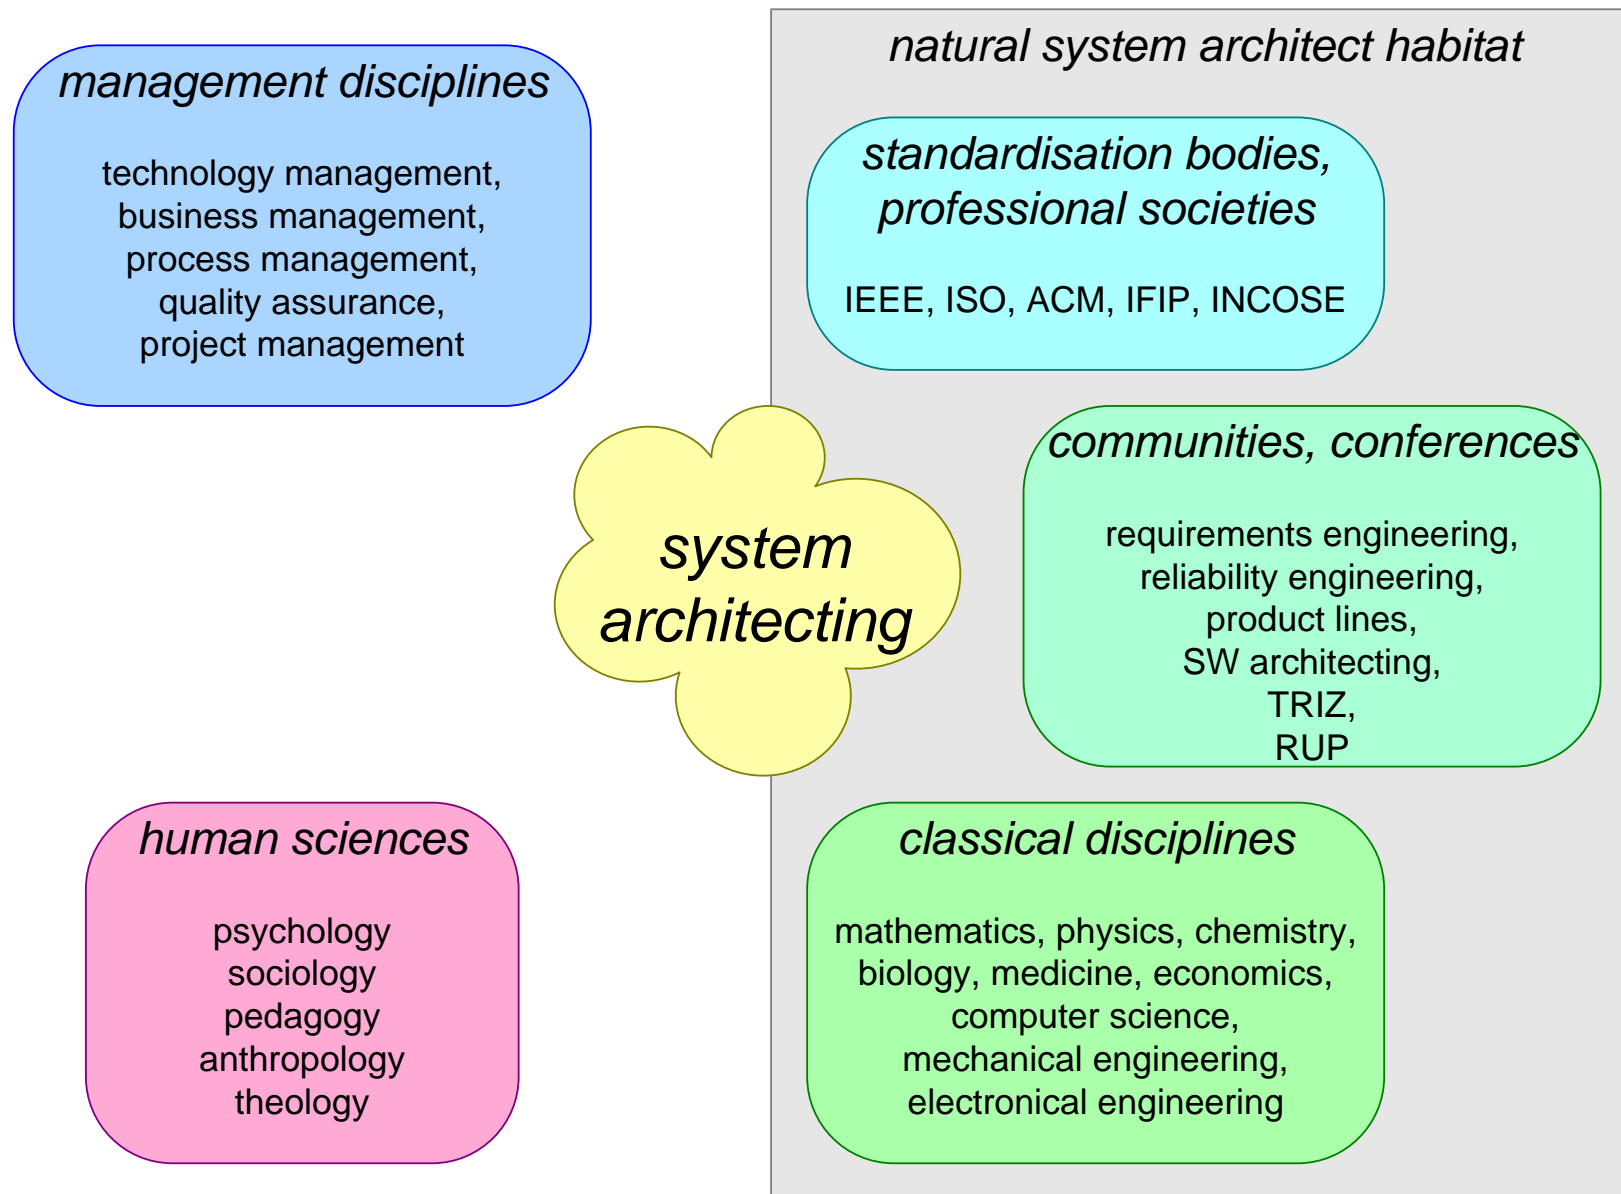 management disciplines
technology management,
business management,
process management,
quality assurance,
project management
natural system architect habitat
standardisation bodies,
professional societies
IEEE, ISO, ACM, IFIP, INCOSE
communities, conferences
requirements engineering,
reliability engineering,
product lines,
SW architecting,
TRIZ,
RUP
system
architecting
human sciences
psychology
sociology
pedagogy
anthropology
theology
classical disciplines
mathematics, physics, chemistry,
biology, medicine, economics,
computer science,
mechanical engineering,
electronical engineering